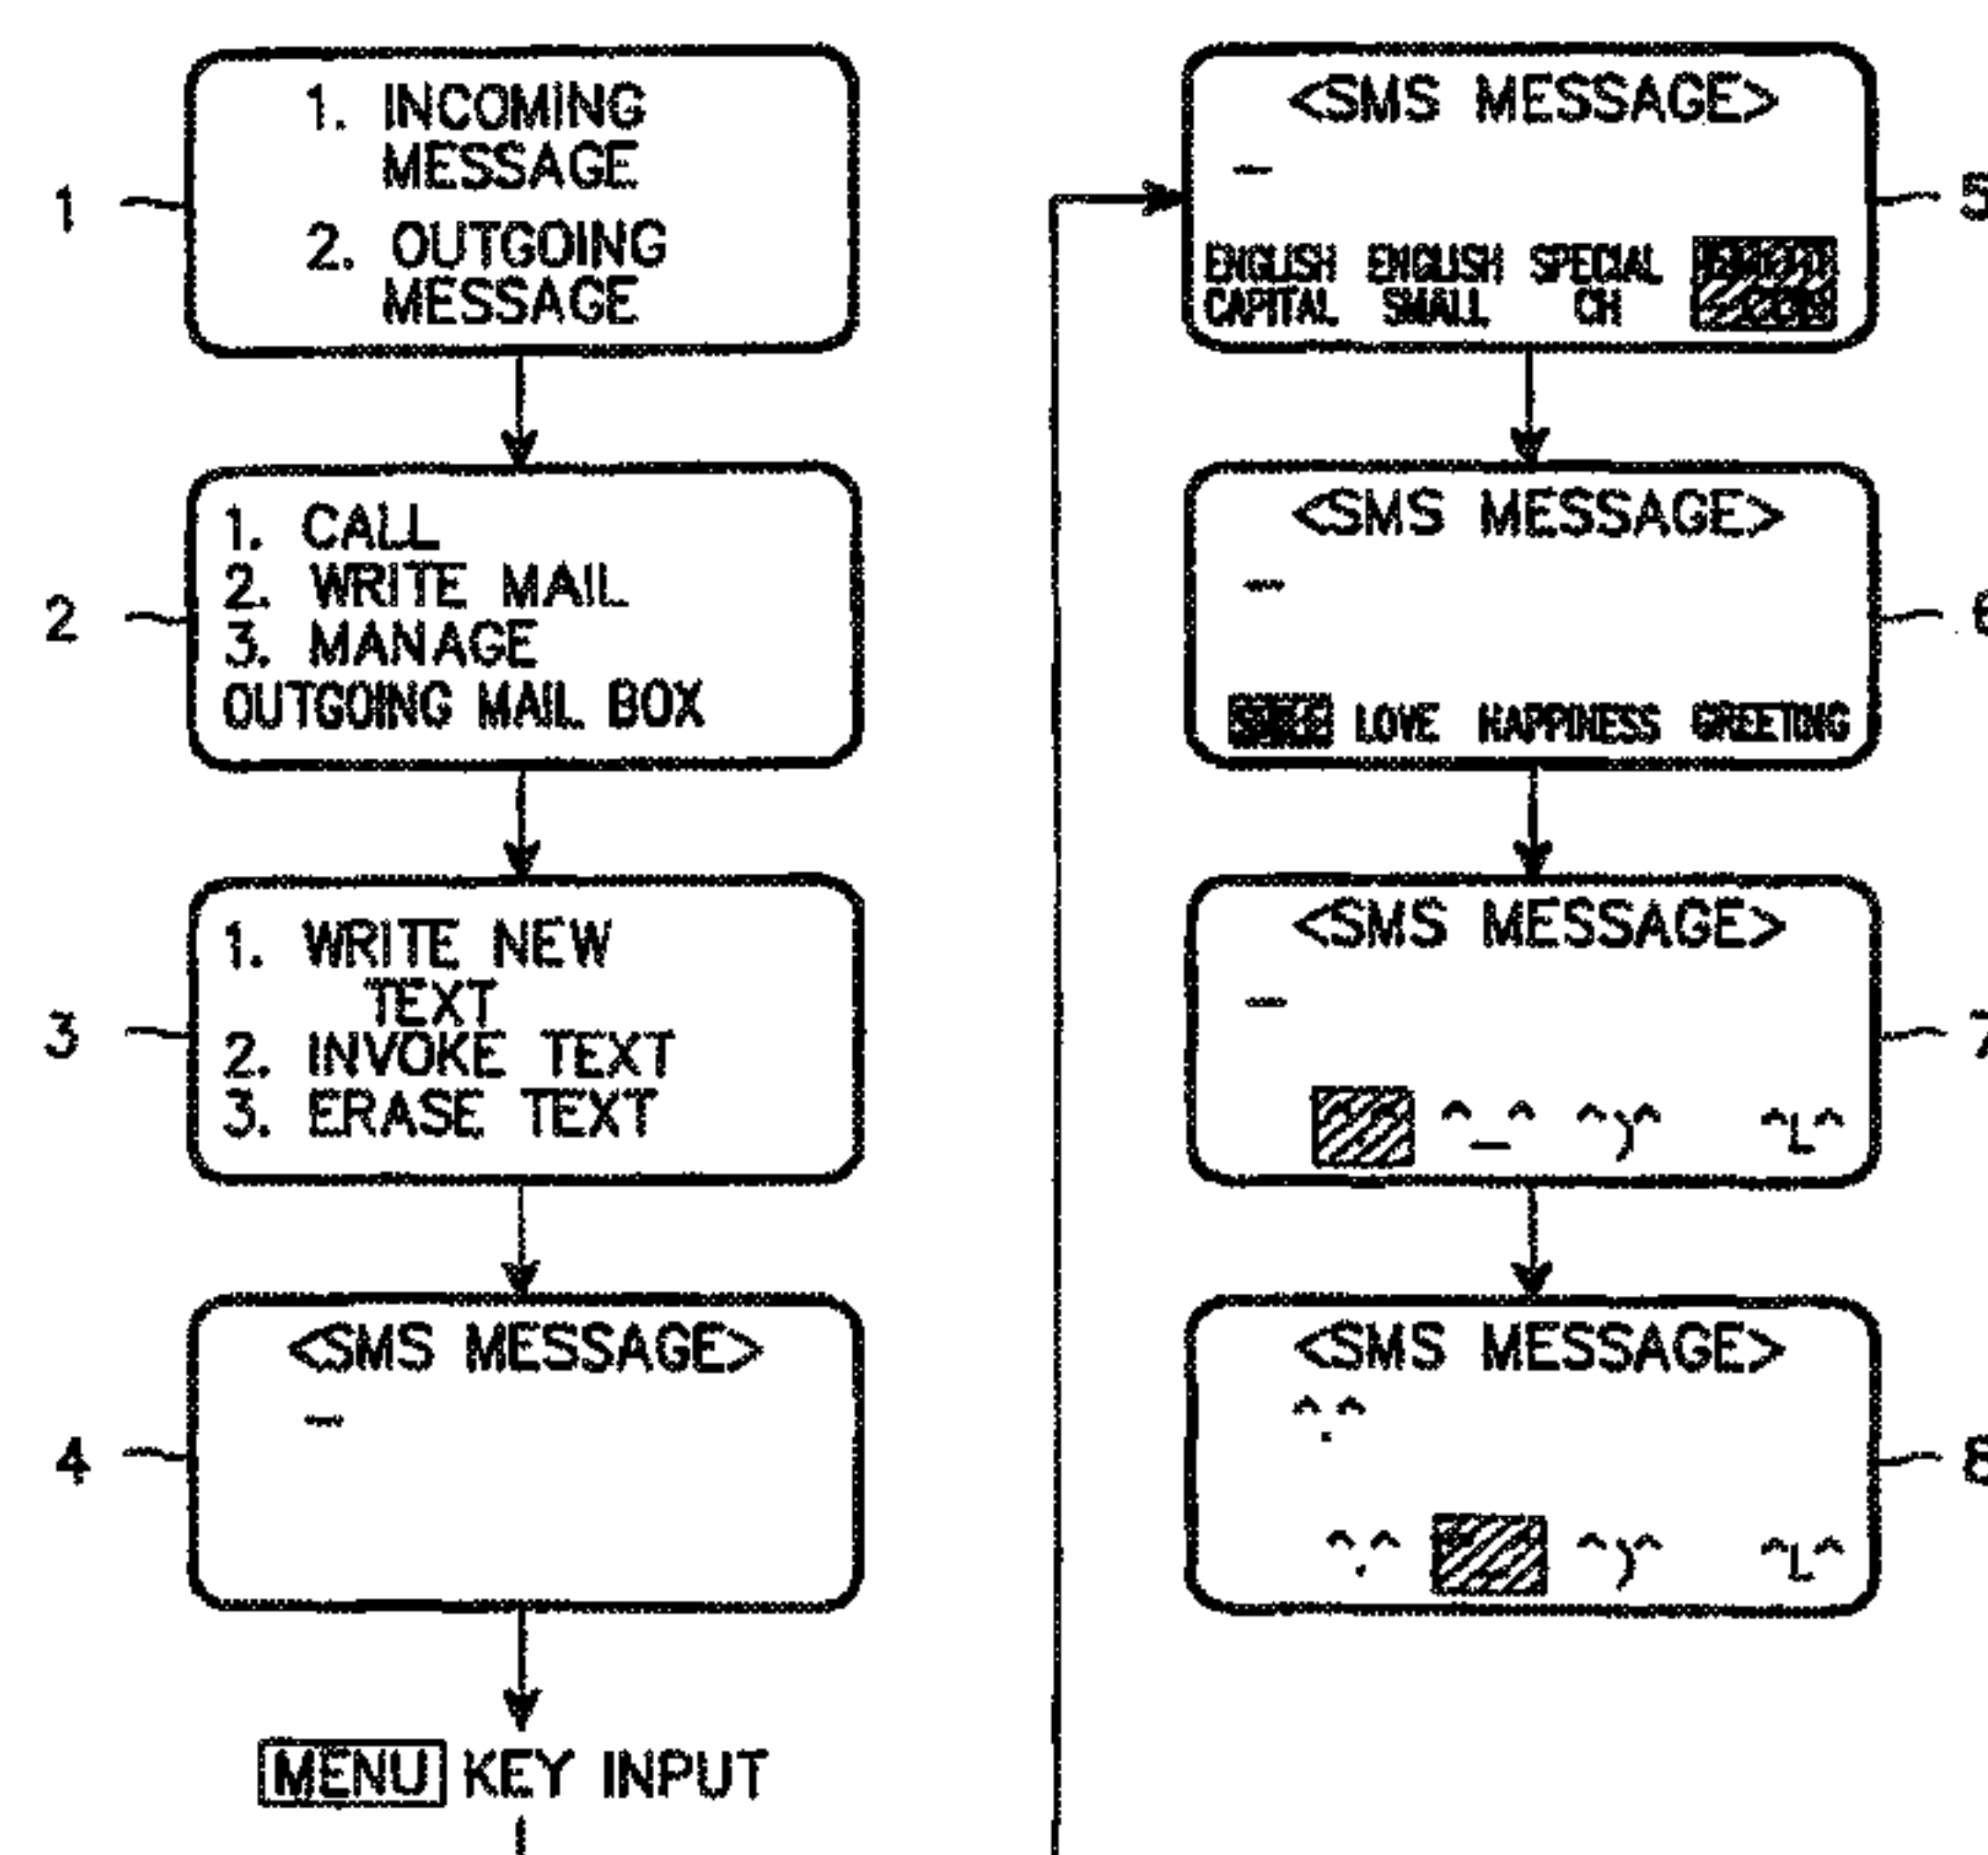 1
1. INCOMING
MESSAGE
2. OUTGOING
MESSAGE
2
1. CALL
2. WRITE MAIL
3. MANAGE
OUTGOING MAIL BOX
3
1. WRITE NEW
TEXT
2. INVOKE TEXT
3. ERASE TEXT
4
<SMS MESSAGE>
_
MENU KEY INPUT
5
<SMS MESSAGE>
_
ENGLISH ENGLISH SPECIAL
CAPITAL SMALL CH
6
<SMS MESSAGE>
_
LOVE HAPPINESS GREETING
7
<SMS MESSAGE>
_
^_^ ^)^ ^L^
8
<SMS MESSAGE>
^.^
^.^ ^)^ ^L^